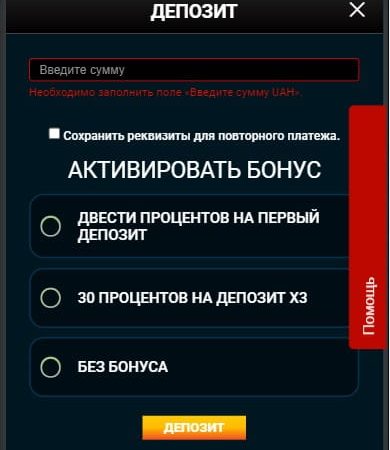 ДЕПОЗИТ
Введите сумму
Необходимо заполнить поле «Введите сумму UAH».
Сохранить реквизиты для повторного платежа.
АКТИВИРОВАТЬ БОНУС
ДВЕСТИ ПРОЦЕНТОВ НА ПЕРВЫЙ
ДЕПОЗИТ
30 ПРОЦЕНТОВ НА ДЕПОЗИТ X3
Помощь
БЕЗ БОНУСА
ДЕПОЗИТ